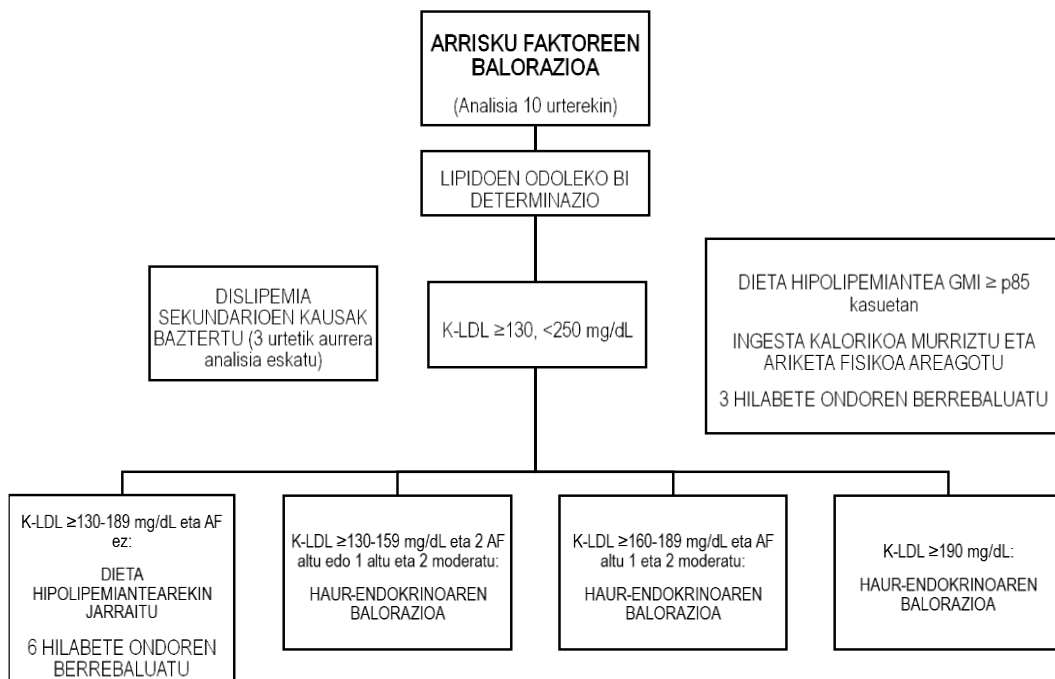 ARRISKU FAKTOREEN
BALORAZIOA
(Analisia 10 urterekin)
LIPIDOEN ODOLEKO BI
DETERMINAZIO
DISLIPEMIA
SEKUNDARIOEN KAUSAK
BAZTERTU (3 urtetik aurrera
analisia eskatu)
K-LDL ≥130, <250 mg/dL
DIETA HIPOLIPEMIANTEA GMI ≥ p85
kasuetan
INGESTA KALORIKOA MURRIZTU ETA
ARIKETA FISIKOA AREAGOTU
3 HILABETE ONDOREN BERREBALUATU
K-LDL ≥130-189 mg/dL eta AF
ez:
DIETA
HIPOLIPEMIANTEAREKIN
JARRAITU
6 HILABETE ONDOREN
BERREBALUATU
K-LDL ≥130-159 mg/dL eta 2 AF
altu edo 1 altu eta 2 moderatu:
HAUR-ENDOKRINOAREN
BALORAZIOA
K-LDL ≥160-189 mg/dL eta AF
altu 1 eta 2 moderatu:
HAUR-ENDOKRINOAREN
BALORAZIOA
K-LDL ≥190 mg/dL:
HAUR-ENDOKRINOAREN
BALORAZIOA